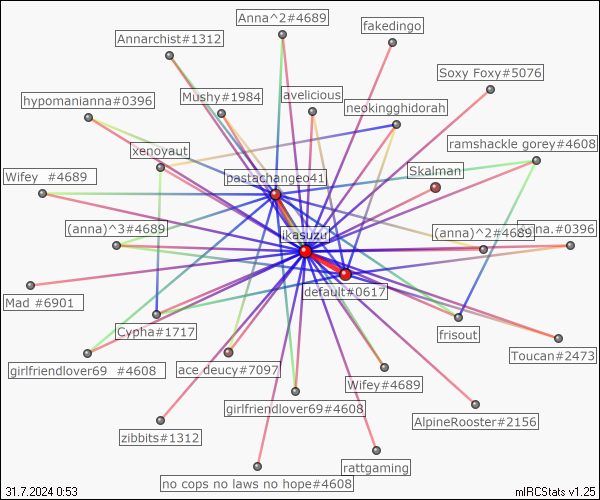 Anna^2#4689
fakedingo
Annarchist#1312
Soxy Foxy#5076
hypomanianna#0396
Mushy#1984
avelicious
neokingghidorah
xenoyaut
ramshackle gorey#4608
Wifey  #4689
pastachangeo41
Skalman
(anna)^3#4689
ikasuzu
(anna)^2#4689
.#0396
Mad #6901
default#0617
Cypha#1717
frisout
girlfriendlover69  #4608
ace deucy#7097
Wifey#4689
Toucan#2473
girlfriendlover69#4608
AlpineRooster#2156
zibbits#1312
rattgaming
no cops no laws no hope#4608
31.7.2024 0:53
mIRCStats v1.25